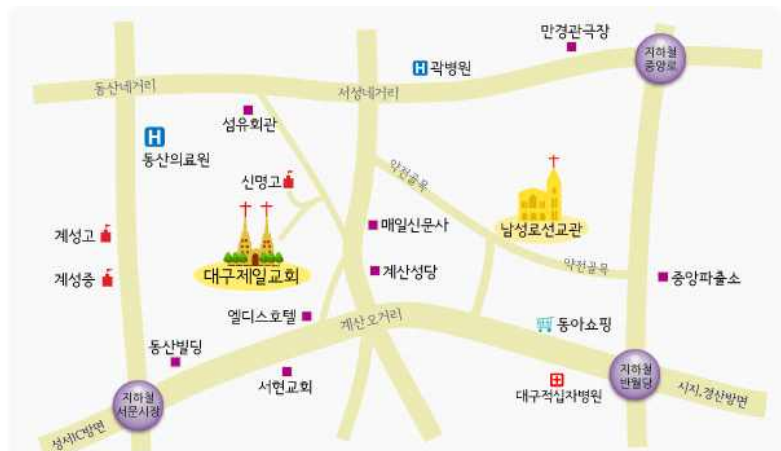 만경관극장
지하철
중앙로
곽병원
동산네거리
서성네거리
섬유회관
동산의료원
신명고
약전골목
매일신문사
남성로선교관
계성고
대구제일교회
계산성당
약전골목
중앙파출소
계성중
엘디스호텔
계산오거리
동아쇼핑
동산빌딩
서현교회
대구적십자병원
지하철
반월당
시지,경산방면
지하철
서문시장
성서IC방면